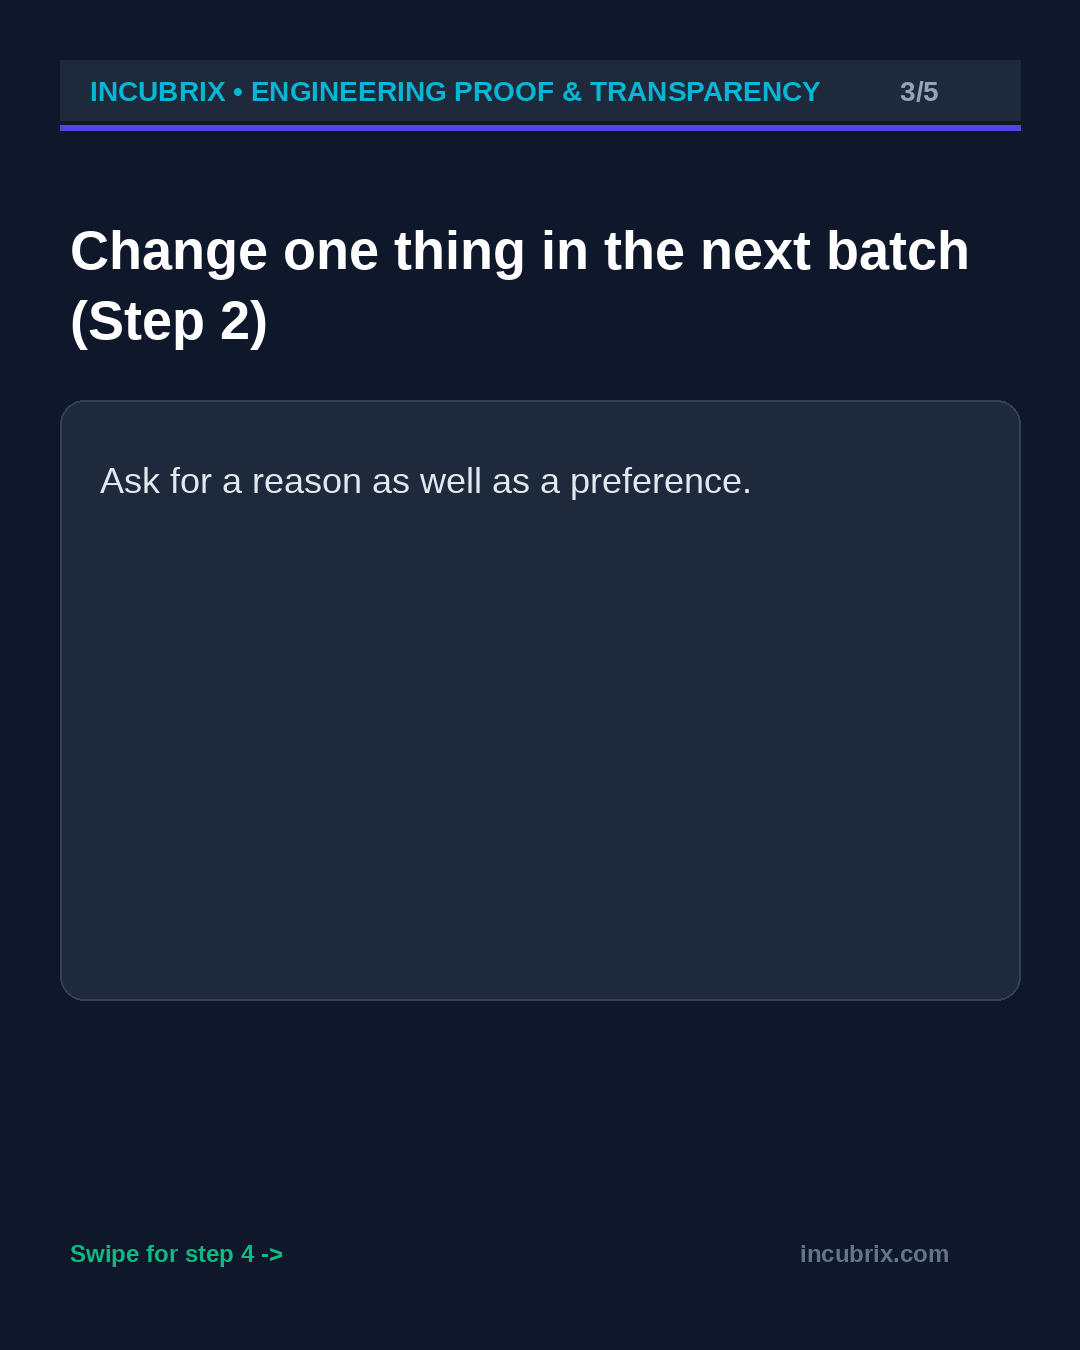 INCUBRIX • ENGINEERING PROOF & TRANSPARENCY 3/5
Change one thing in the next batch
(Step 2)
Ask for a reason as well as a preference.
Swipe for step 4 -> incubrix.com